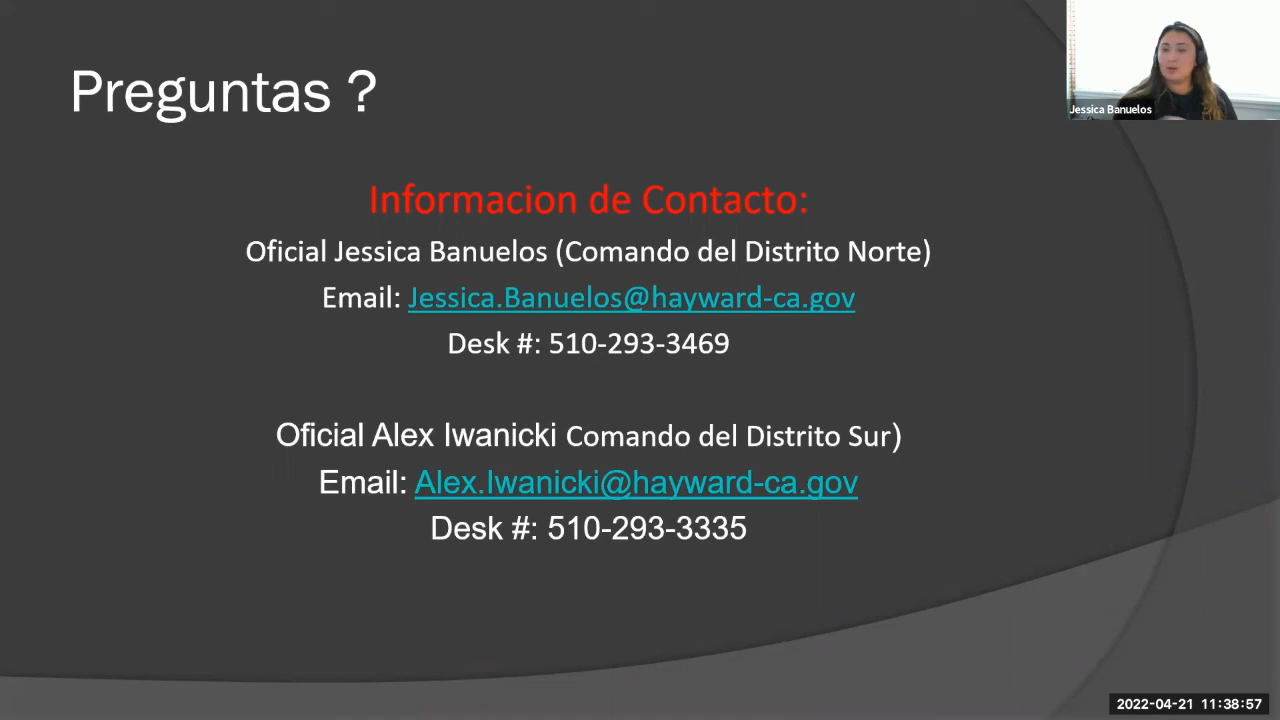 Preguntas ?
Jessica Banuelos
Informacion de Contacto:
Oficial Jessica Banuelos (Comando del Distrito Norte)
Email: Jessica.Banuelos@hayward-ca.gov
Desk #: 510-293-3469
Oficial Alex Iwanicki Comando del Distrito Sur)
Email: Alex.Iwanicki@hayward-ca.gov
Desk #: 510-293-3335
2022-04-21 11:38:57